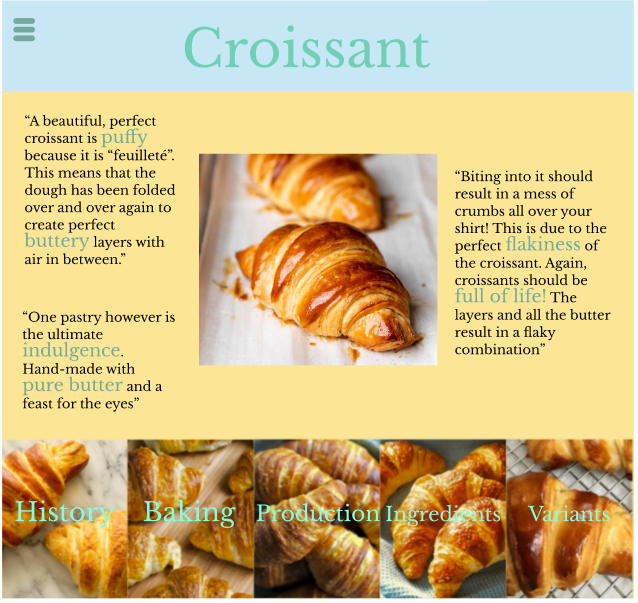 Croissant
“A beautiful, perfect
croissant is puffy
because it is “feuilleté”.
This means that the
dough has been folded
over and over again to
create perfect
buttery layers with
air in between.”
“One pastry however is
the ultimate
indulgence.
Hand-made with
pure butter and a
feast for the eyes”
“Biting into it should
result in a mess of
crumbs all over your
shirt! This is due to the
perfect flakiness of
the croissant. Again,
croissants should be
full of life! The
layers and all the butter
result in a flaky
combination”
History
Baking
Production
Ingredients
Variants